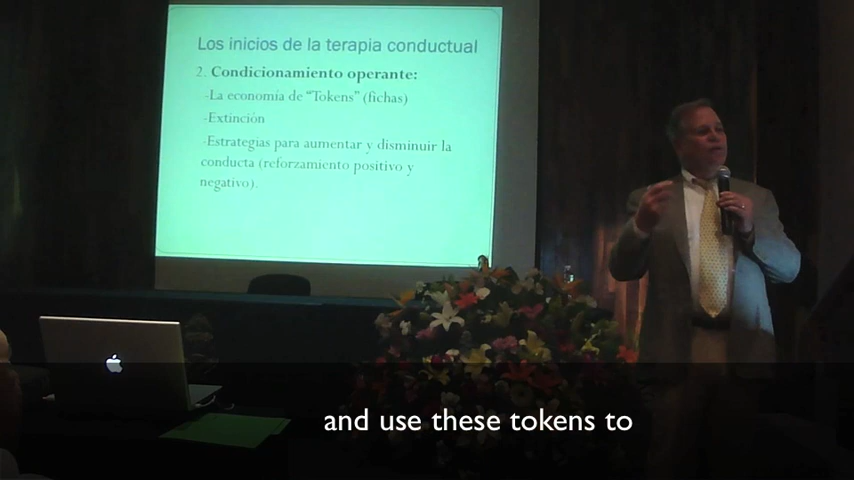 Los inicios de la terapia conductual
2. Condicionamiento operante:
-La economía de "Tokens" (fichas)
-Extinción
-Estrategias para aumentar y disminuir la
conducta (reforzamiento positivo y
negativo).
and use these tokens to